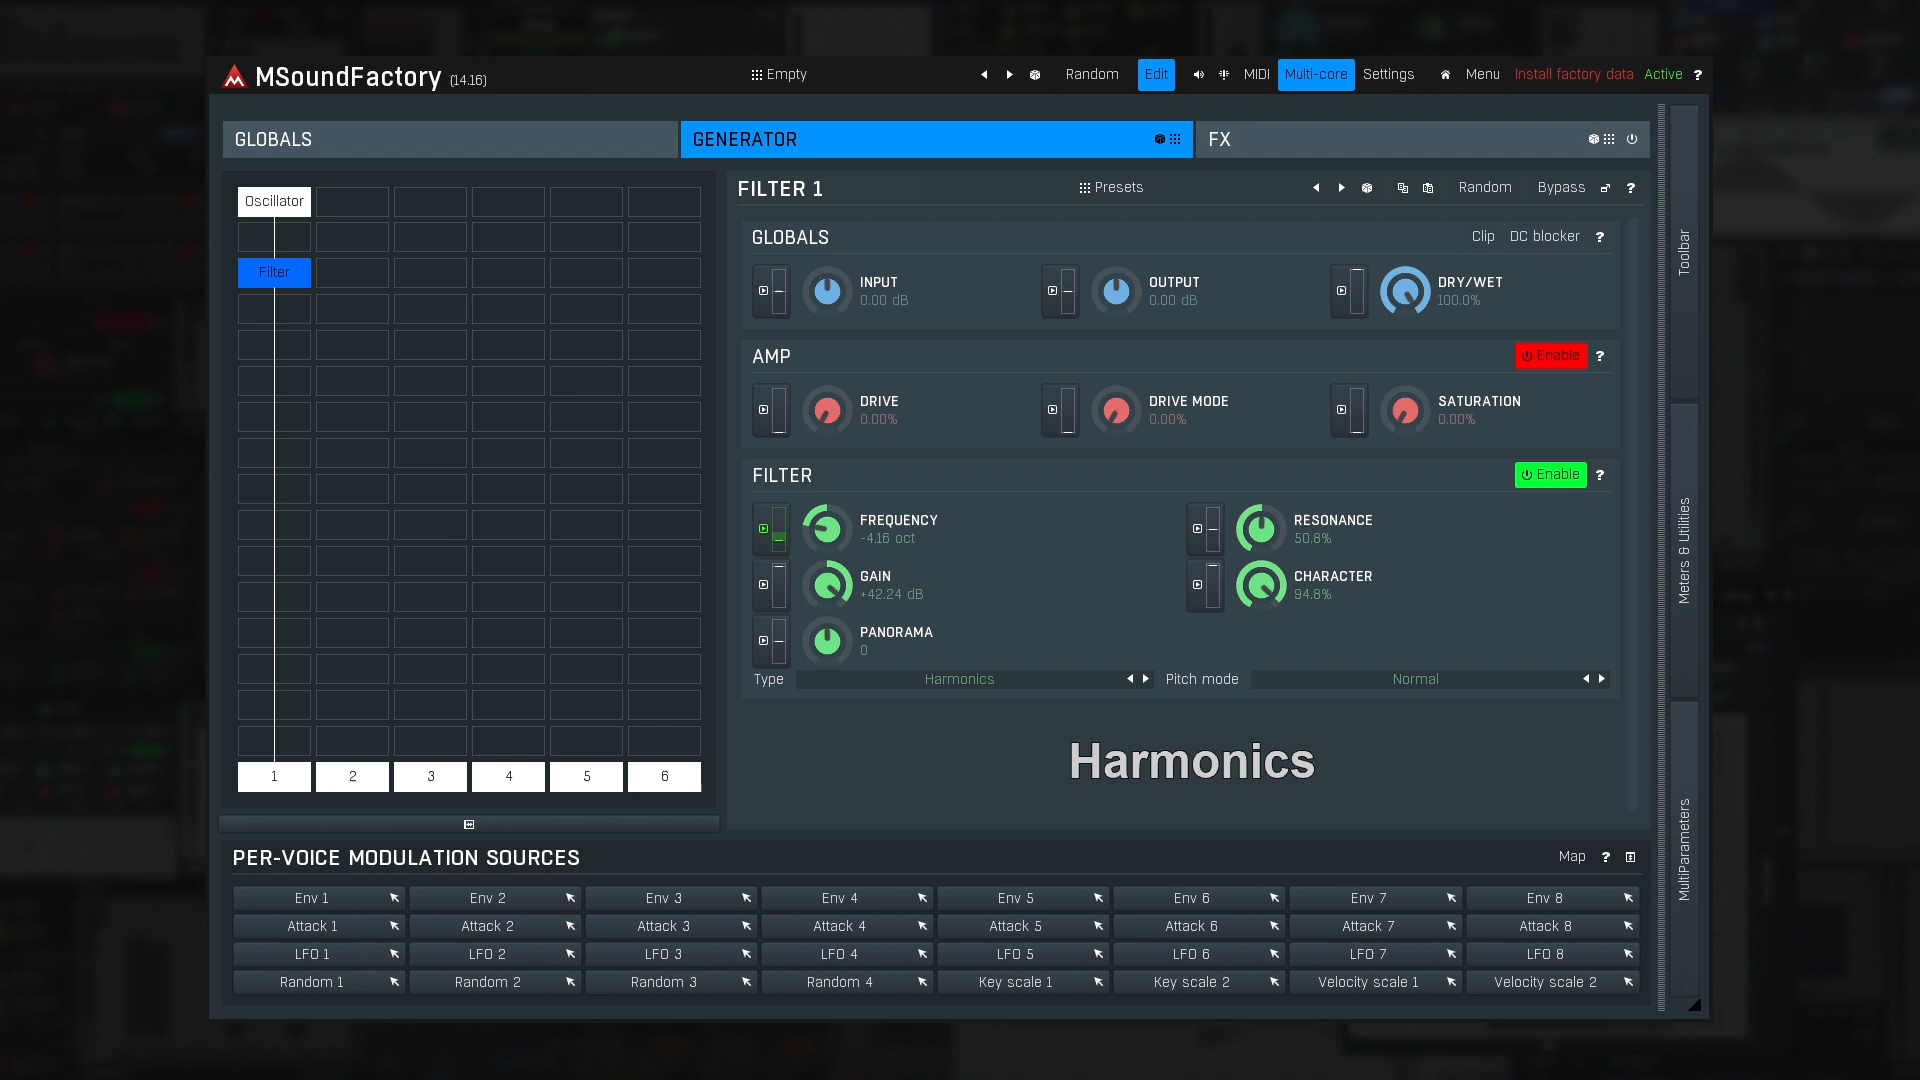 MSoundFactory (14.16)
Empty
Random
Edit
MIDI
Multi-core
Settings
Menu
Install factory data
Active
?
GLOBALS
GENERATOR
FX
Oscillator
Filter
1
2
3
4
5
6
FILTER 1
Presets
Random
Bypass
?
GLOBALS
Clip
DC blocker
?
INPUT
0.00 dB
OUTPUT
0.00 dB
DRY/WET
100.0%
AMP
Enable
?
DRIVE
0.00%
DRIVE MODE
0.00%
SATURATION
0.00%
FILTER
Enable
?
FREQUENCY
-4.16 oct
RESONANCE
50.8%
GAIN
+42.24 dB
CHARACTER
94.8%
PANORAMA
0
Type
Harmonics
Pitch mode
Normal
Harmonics
PER-VOICE MODULATION SOURCES
Map
?
Env 1
Env 2
Env 3
Env 4
Env 5
Env 6
Env 7
Env 8
Attack 1
Attack 2
Attack 3
Attack 4
Attack 5
Attack 6
Attack 7
Attack 8
LFO 1
LFO 2
LFO 3
LFO 4
LFO 5
LFO 6
LFO 7
LFO 8
Random 1
Random 2
Random 3
Random 4
Key scale 1
Key scale 2
Velocity scale 1
Velocity scale 2
Toolbar
Meters & Utilities
MultiParameters